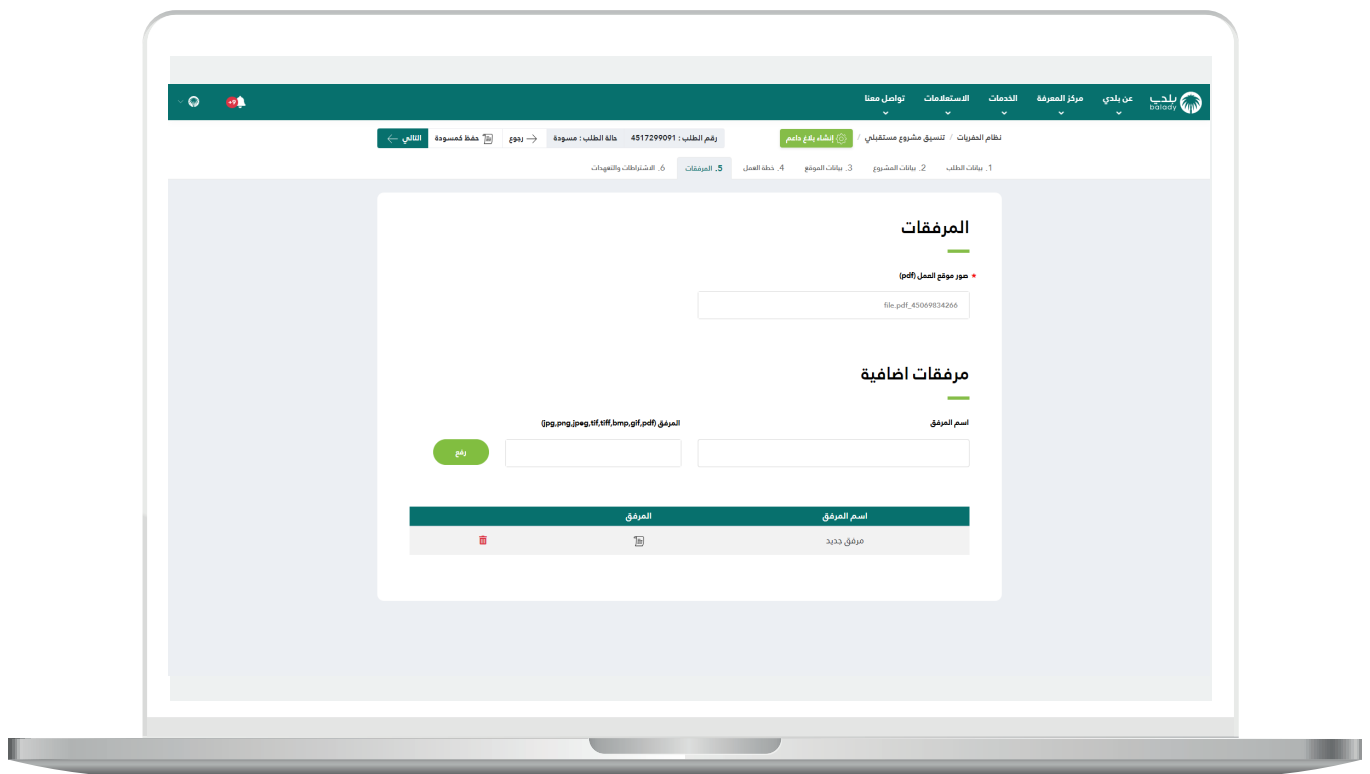 بلدي balady عن بلدي مركز المعرفة الخدمات الاستعلامات تواصل معنا +9
نظام الحفريات / تنسيق مشروع مستقبلي / إنشاء بلاغ داعم رقم الطلب : 4517299091 حالة الطلب : مسودة رجوع حفظ كمسودة التالي
1. بيانات الطلب 2. بيانات المشروع 3. بيانات الموقع 4. خطة العمل 5. المرفقات 6. الاشتراطات والتعهدات
المرفقات
* صور موقع العمل (pdf)
file.pdf_45069834266
مرفقات اضافية
اسم المرفق المرفق (jpg,png,jpeg,tif,tiff,bmp,gif,pdf)
رفع
اسم المرفق المرفق
مرفق جديد